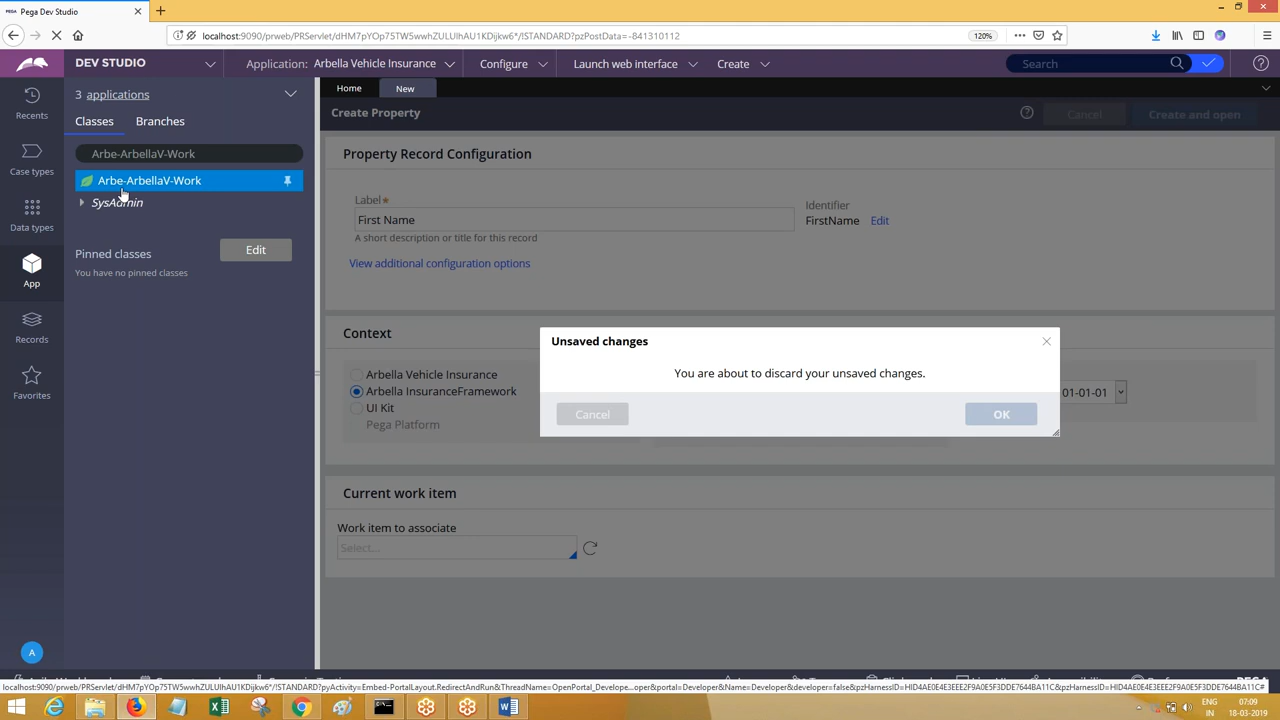 Pega Dev Studio
localhost:9090/prweb/PRServlet/dHM7pYOp75TW5wwhZULUlhAU1KDijkw6*/!STANDARD?pzPostData=-841310112
120%
DEV STUDIO
Application: Arbella Vehicle Insurance
Configure
Launch web interface
Create
Search
Recents
Case types
Data types
App
Records
Favorites
A
3 applications
Classes
Branches
Arbe-ArbellaV-Work
Arbe-ArbellaV-Work
SysAdmin
Pinned classes
Edit
You have no pinned classes
Home
New
Create Property
Cancel
Create and open
Property Record Configuration
Label★
First Name
A short description or title for this record
Identifier
FirstName Edit
View additional configuration options
Context
Arbella Vehicle Insurance
Arbella InsuranceFramework
UI Kit
Pega Platform
01-01-01
Unsaved changes
You are about to discard your unsaved changes.
Cancel
OK
Current work item
Work item to associate
Select...
ENG
IN
07:09
18-03-2019